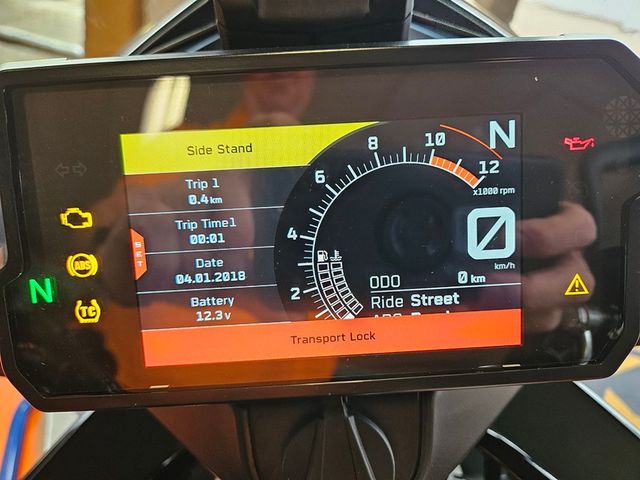 Side Stand
Trip 1
0.4 km
Trip Time1
00:01
Date
04.01.2018
Battery
12.3 v
SET
2
4
6
8
10
12
x1000 rpm
N
0
km/h
ODO 0 km
Ride Street
Transport Lock
ABS
TC
N